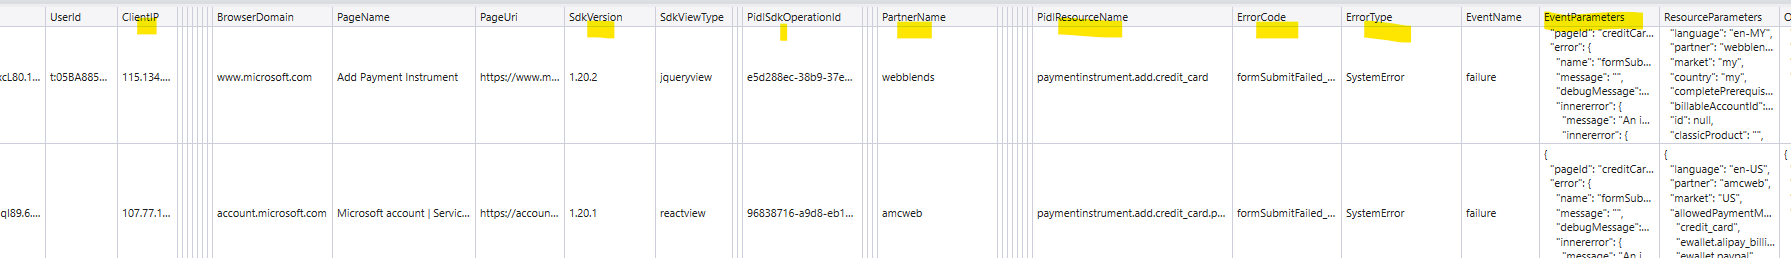 UserId ClientIP BrowserDomain PageName PageUri SdkVersion SdkViewType PidlSdkOperationId PartnerName PidlResourceName ErrorCode ErrorType EventName EventParameters ResourceParameters
"pageId": "creditCar... "language": "en-MY",
"error": { "partner": "webblen...
"name": "formSub... "market": "my",
xcL80.1... t:05BA885... 115.134.... www.microsoft.com Add Payment Instrument https://www.m... 1.20.2 jqueryview e5d288ec-38b9-37e... webblends paymentinstrument.add.credit_card formSubmitFailed_... SystemError failure "message": "", "country": "my",
"debugMessage":... "completePrerequis...
"innererror": { "billableAccountId":...
"message": "An i... "id": null,
"innererror": { "classicProduct": "",
{ { {
"pageId": "creditCar... "language": "en-US",
"error": { "partner": "amcweb",
"name": "formSub... "market": "US",
qI89.6.... 107.77.1... account.microsoft.com Microsoft account | Servic... https://accoun... 1.20.1 reactview 96838716-a9d8-eb1... amcweb paymentinstrument.add.credit_card.p... formSubmitFailed_... SystemError failure "message": "", "allowedPaymentM...
"debugMessage":... "credit_card",
"innererror": { "ewallet.alipay_billi...
"message": "An i... "ewallet.paypal"